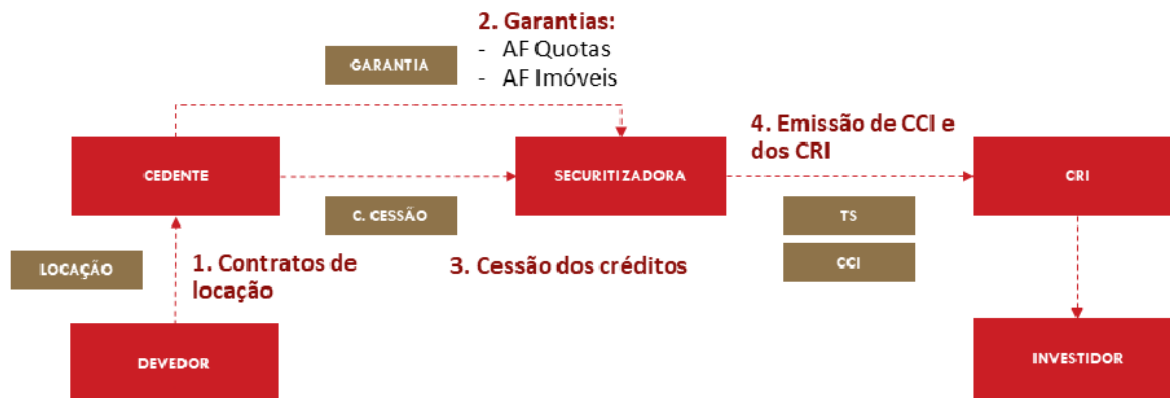 2. Garantias:
- AF Quotas
- AF Imóveis
GARANTIA
4. Emissão de CCI e
dos CRI
CEDENTE
SECURITIZADORA
CRI
C. CESSÃO
TS
LOCAÇÃO
1. Contratos de
locação
3. Cessão dos créditos
CCI
DEVEDOR
INVESTIDOR